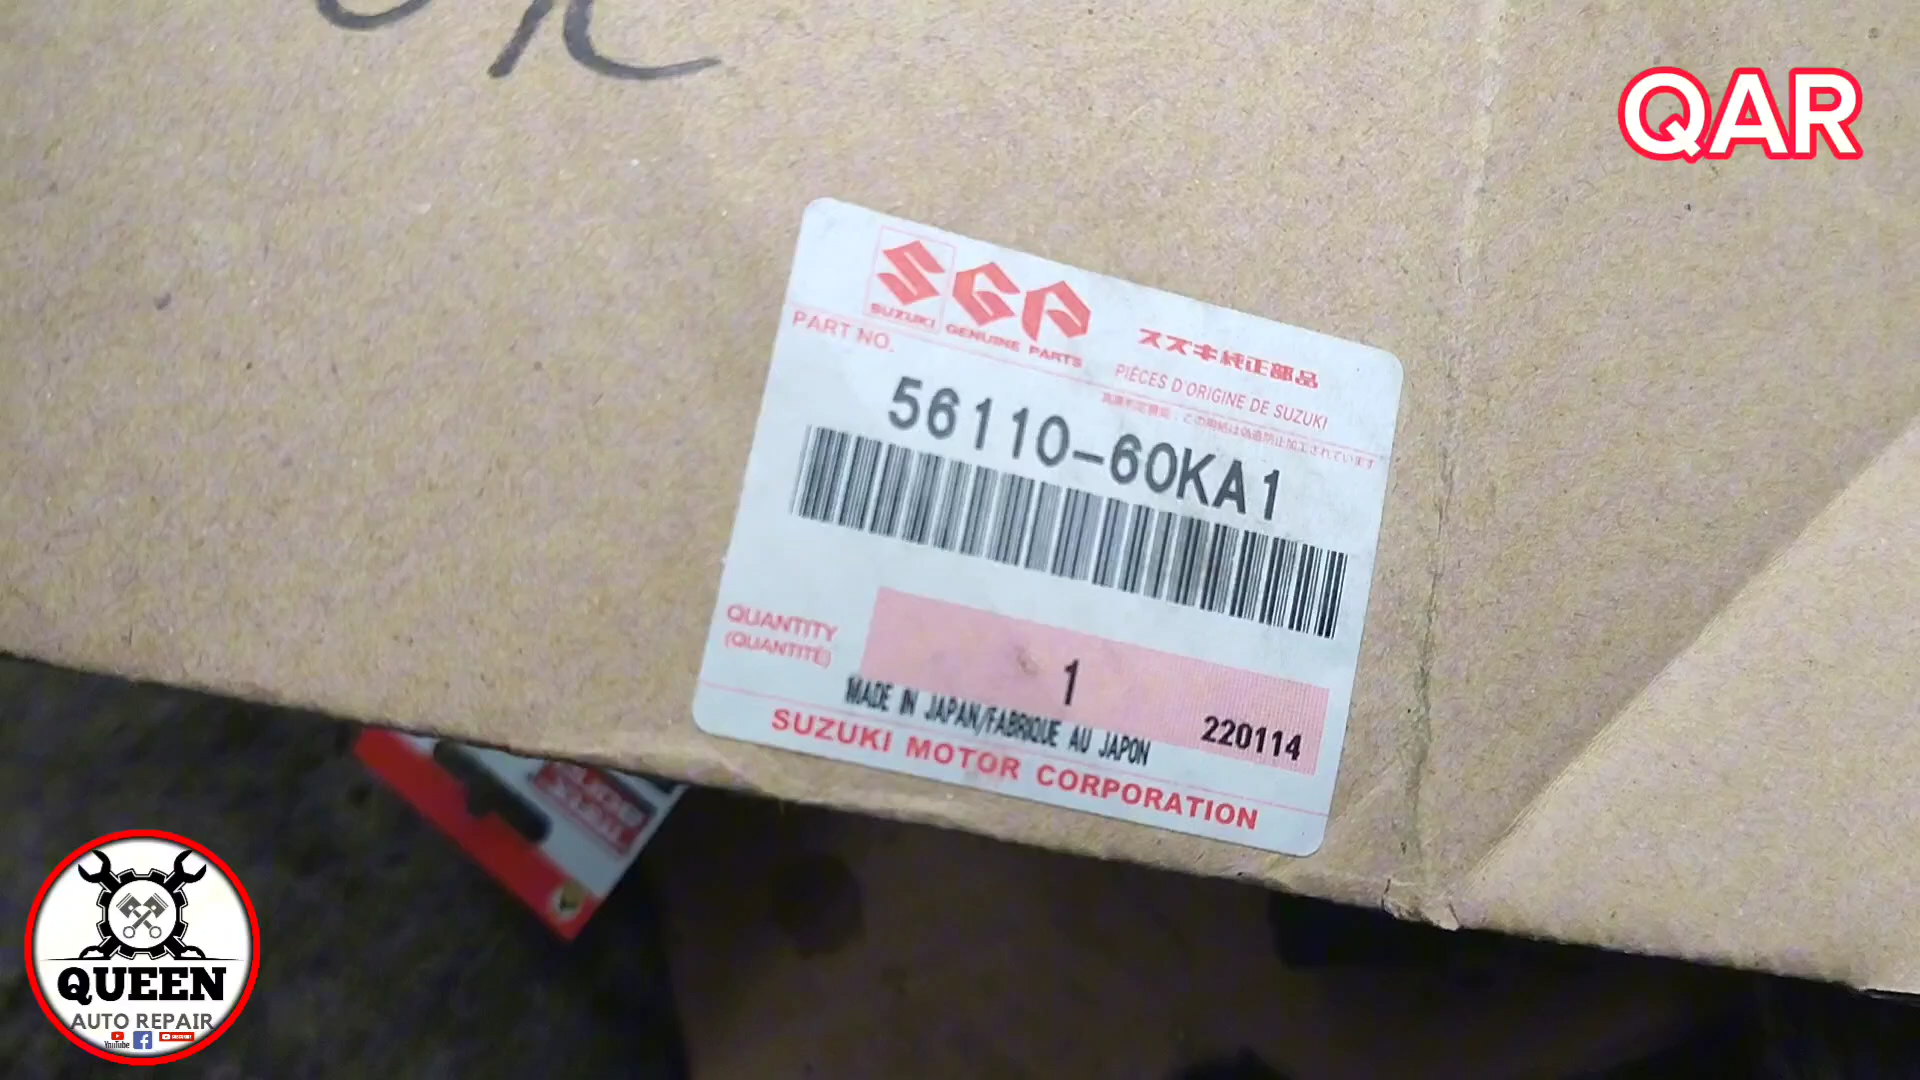 QAR
SGP
SUZUKI GENUINE PARTS
スズキ純正部品
PIÈCES D'ORIGINE DE SUZUKI
PART NO.
56110-60KA1
QUANTITY
(QUANTITÉ)
1
MADE IN JAPAN/FABRIQUE AU JAPON
220114
SUZUKI MOTOR CORPORATION
QUEEN
AUTO REPAIR
YouTube